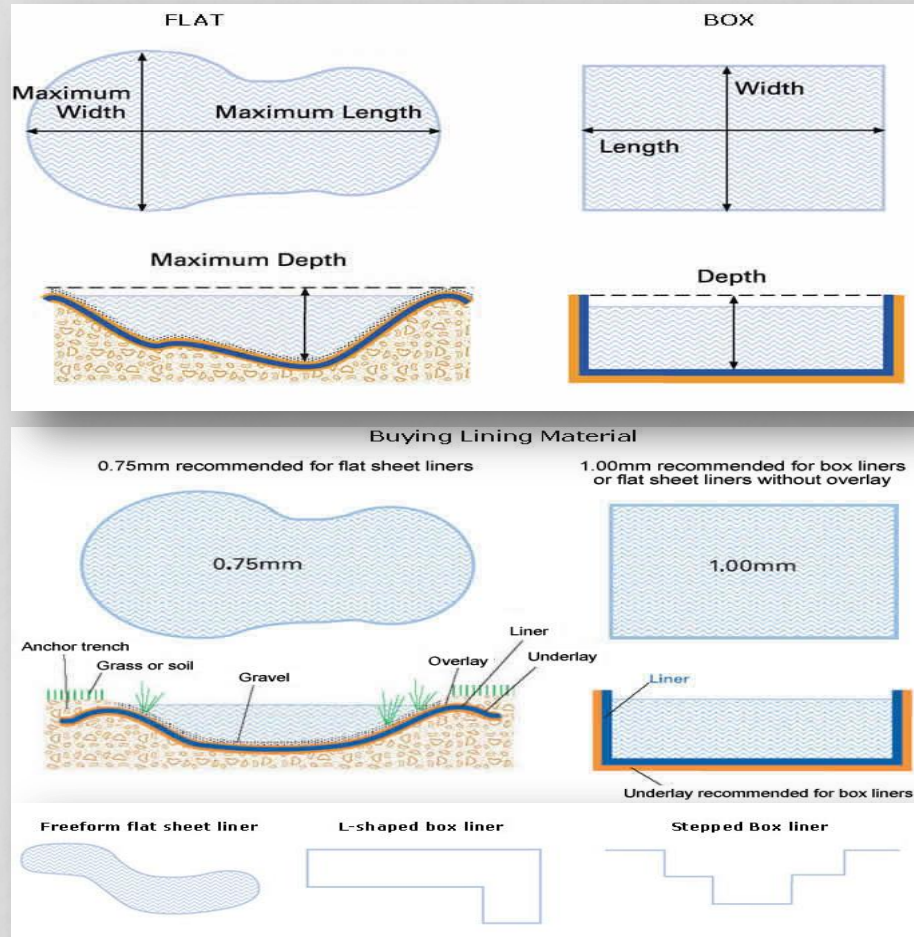 FLAT
BOX
Maximum
Width
Maximum Length
Width
Length
Maximum Depth
Depth
Buying Lining Material
0.75mm recommended for flat sheet liners
1.00mm recommended for box liners
or flat sheet liners without overlay
0.75mm
1.00mm
Anchor trench
Grass or soil
Gravel
Overlay
Liner
Underlay
Liner
Underlay recommended for box liners
Freeform flat sheet liner
L-shaped box liner
Stepped Box liner